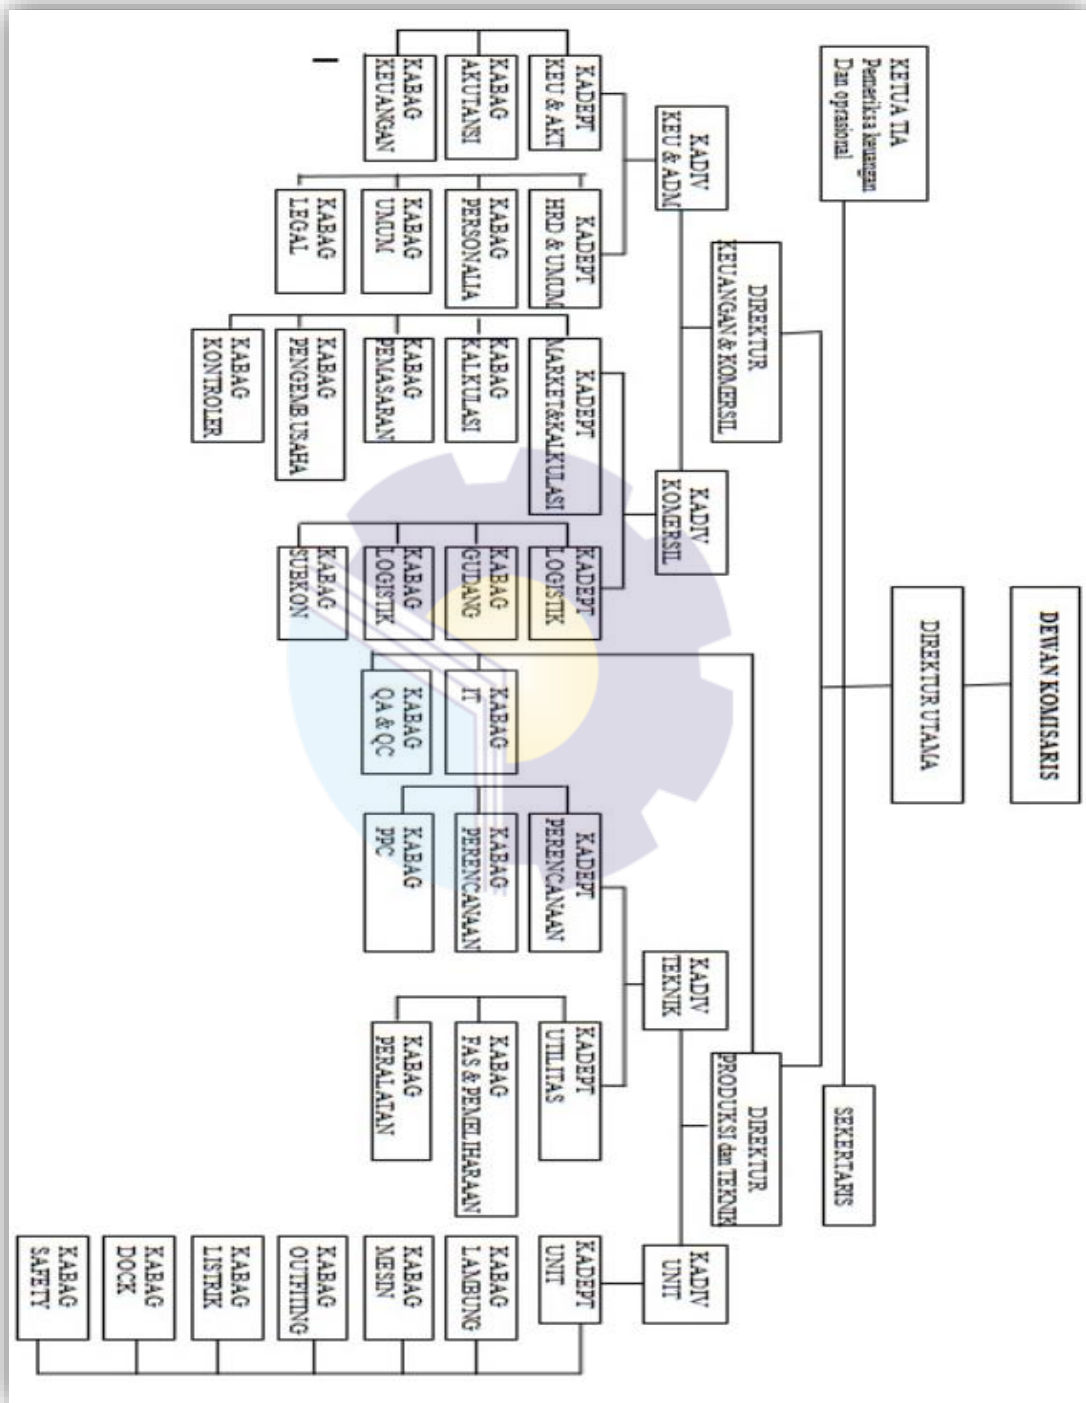 DEWAN KOMISARIS
DIREKTUR UTAMA
KETUA TIA
Pemeriksa keuangan
Dan oprasional
SEKERTARIS
DIREKTUR
KEUANGAN & KOMERSIL
DIREKTUR
PRODUKSI dan TEKNIK
KADIV
KEU & ADM
KADIV
KOMERSIL
KADIV
TEKNIK
KADIV
UNIT
KADEPT
KEU & AKT
KADEPT
HRD & UMUM
KADEPT
MARKET&KALKULASI
KADEPT
LOGISTIK
KADEPT
PERENCANAAN
KADEPT
UTILITAS
KADEPT
UNIT
KABAG
AKUTANSI
KABAG
PERSONALIA
KABAG
KALKULASI
KABAG
GUDANG
KABAG
IT
KABAG
PERENCANAAN
KABAG
FAS & PEMELIHARAAN
KABAG
LAMBUNG
KABAG
KEUANGAN
KABAG
UMUM
KABAG
PEMASARAN
KABAG
LOGISTIK
KABAG
QA & QC
KABAG
PPC
KABAG
PERALATAN
KABAG
MESIN
KABAG
LEGAL
KABAG
PENGEMB USAHA
KABAG
SUBKON
KABAG
OUTFITING
KABAG
KONTROLER
KABAG
LISTRIK
KABAG
DOCK
KABAG
SAFETY